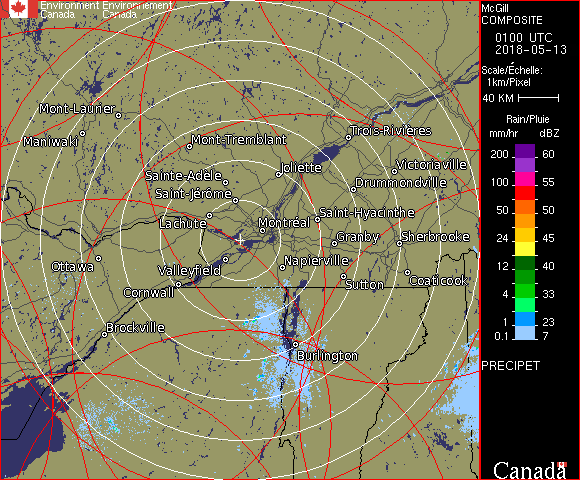 Environment Environnement
Canada Canada
McGill
COMPOSITE
0100 UTC
2018-05-13
Scale/Échelle:
1km/Pixel
40 KM
Rain/Pluie
mm/hr dBZ
200 60
150 57
100 55
50 50
24 45
12 40
4 33
1 23
0.1 7
PRECIPET
Canada
Mont-Laurier
Maniwaki
Mont-Tremblant
Trois-Rivières
Joliette
Victoriaville
Sainte-Adèle
Drummondville
Saint-Jérôme
Saint-Hyacinthe
Lachute
Montréal
Granby
Sherbrooke
Ottawa
Valleyfield
Napierville
Coaticook
Cornwall
Sutton
Brockville
Burlington